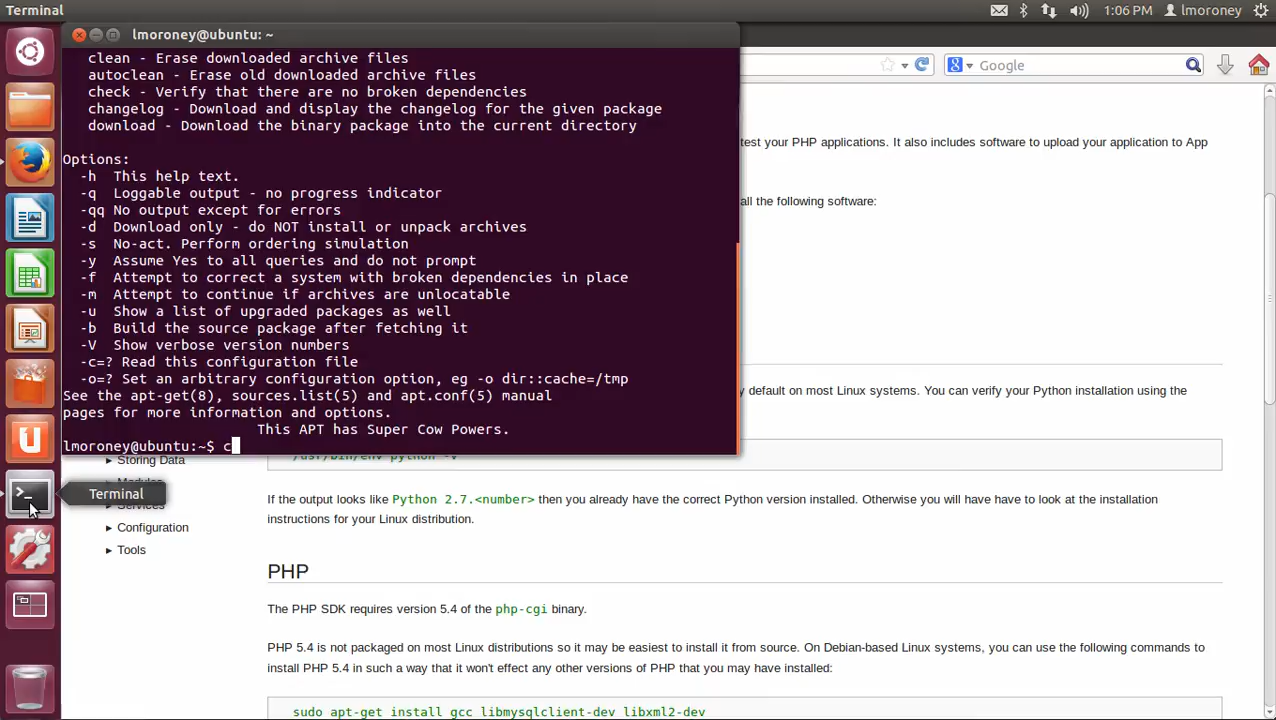 Terminal
1:06 PM
lmoroney
lmoroney@ubuntu: ~
clean - Erase downloaded archive files
autoclean - Erase old downloaded archive files
check - Verify that there are no broken dependencies
changelog - Download and display the changelog for the given package
download - Download the binary package into the current directory
Options:
-h This help text.
-q Loggable output - no progress indicator
-qq No output except for errors
-d Download only - do NOT install or unpack archives
-s No-act. Perform ordering simulation
-y Assume Yes to all queries and do not prompt
-f Attempt to correct a system with broken dependencies in place
-m Attempt to continue if archives are unlocatable
-u Show a list of upgraded packages as well
-b Build the source package after fetching it
-V Show verbose version numbers
-c=? Read this configuration file
-o=? Set an arbitrary configuration option, eg -o dir::cache=/tmp
See the apt-get(8), sources.list(5) and apt.conf(5) manual
pages for more information and options.
This APT has Super Cow Powers.
lmoroney@ubuntu:~$ c
Google
test your PHP applications. It also includes software to upload your application to App
all the following software:
y default on most Linux systems. You can verify your Python installation using the
/usr/bin/env python -V
Storing Data
Modules
Services
Configuration
Tools
Terminal
If the output looks like Python 2.7.<number> then you already have the correct Python version installed. Otherwise you will have have to look at the installation
instructions for your Linux distribution.
PHP
The PHP SDK requires version 5.4 of the php-cgi binary.
PHP 5.4 is not packaged on most Linux distributions so it may be easiest to install it from source. On Debian-based Linux systems, you can use the following commands to
install PHP 5.4 in such a way that it won't effect any other versions of PHP that you may have installed:
sudo apt-get install gcc libmysqlclient-dev libxml2-dev